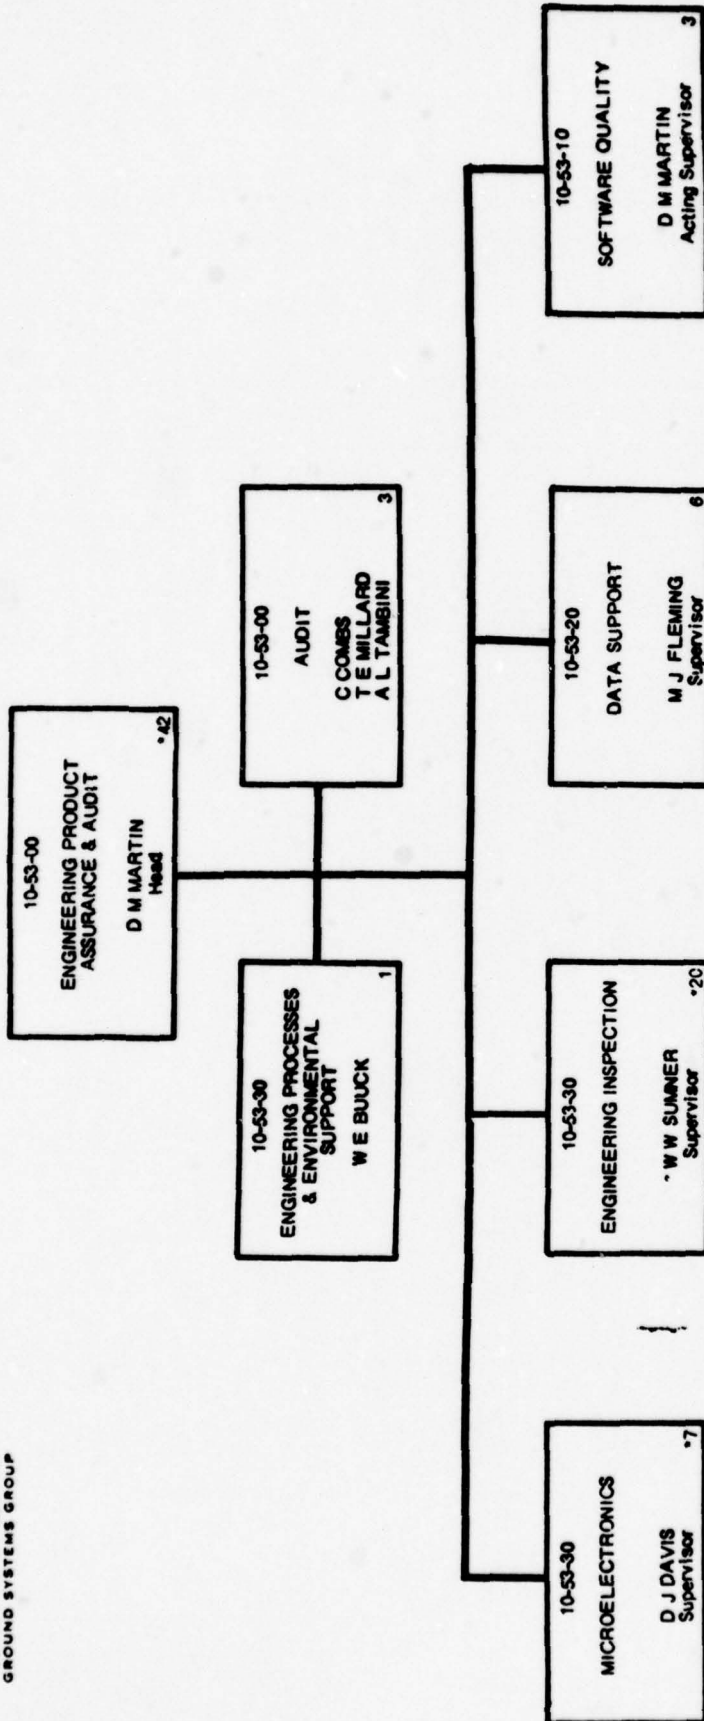 GROUND SYSTEMS GROUP
10-53-00
ENGINEERING PRODUCT
ASSURANCE & AUDIT
D M MARTIN
Head
*42
10-53-30
ENGINEERING PROCESSES
& ENVIRONMENTAL
SUPPORT
W E BUUCK
1
10-53-00
AUDIT
C COMBS
T E MILLARD
A L TAMBINI
3
10-53-30
MICROELECTRONICS
D J DAVIS
Supervisor
*7
10-53-30
ENGINEERING INSPECTION
~W W SUMNER
Supervisor
*20
10-53-20
DATA SUPPORT
M J FLEMING
Supervisor
6
10-53-10
SOFTWARE QUALITY
D M MARTIN
Acting Supervisor
3